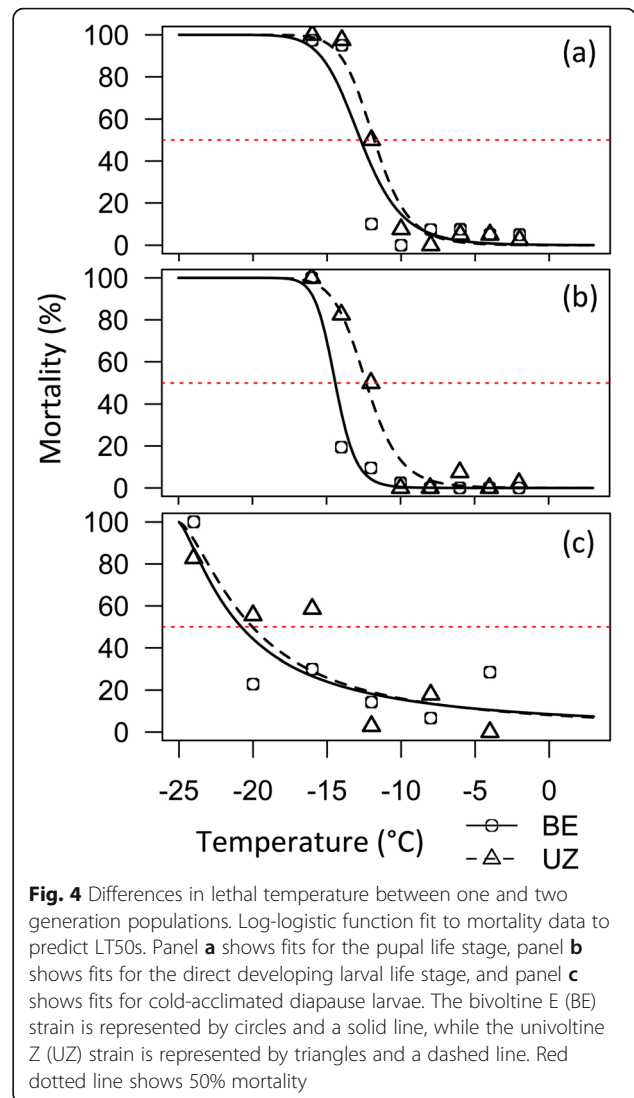 100
80
60
40
20
0
(a)
100
80
60
40
20
0
(b)
100
80
60
40
20
0
(c)
Mortality (%)
-25 -20 -15 -10 -5 0
Temperature (°C)
BE
UZ
Fig. 4 Differences in lethal temperature between one and two
generation populations. Log-logistic function fit to mortality data to
predict LT50s. Panel a shows fits for the pupal life stage, panel b
shows fits for the direct developing larval life stage, and panel c
shows fits for cold-acclimated diapause larvae. The bivoltine E (BE)
strain is represented by circles and a solid line, while the univoltine
Z (UZ) strain is represented by triangles and a dashed line. Red
dotted line shows 50% mortality